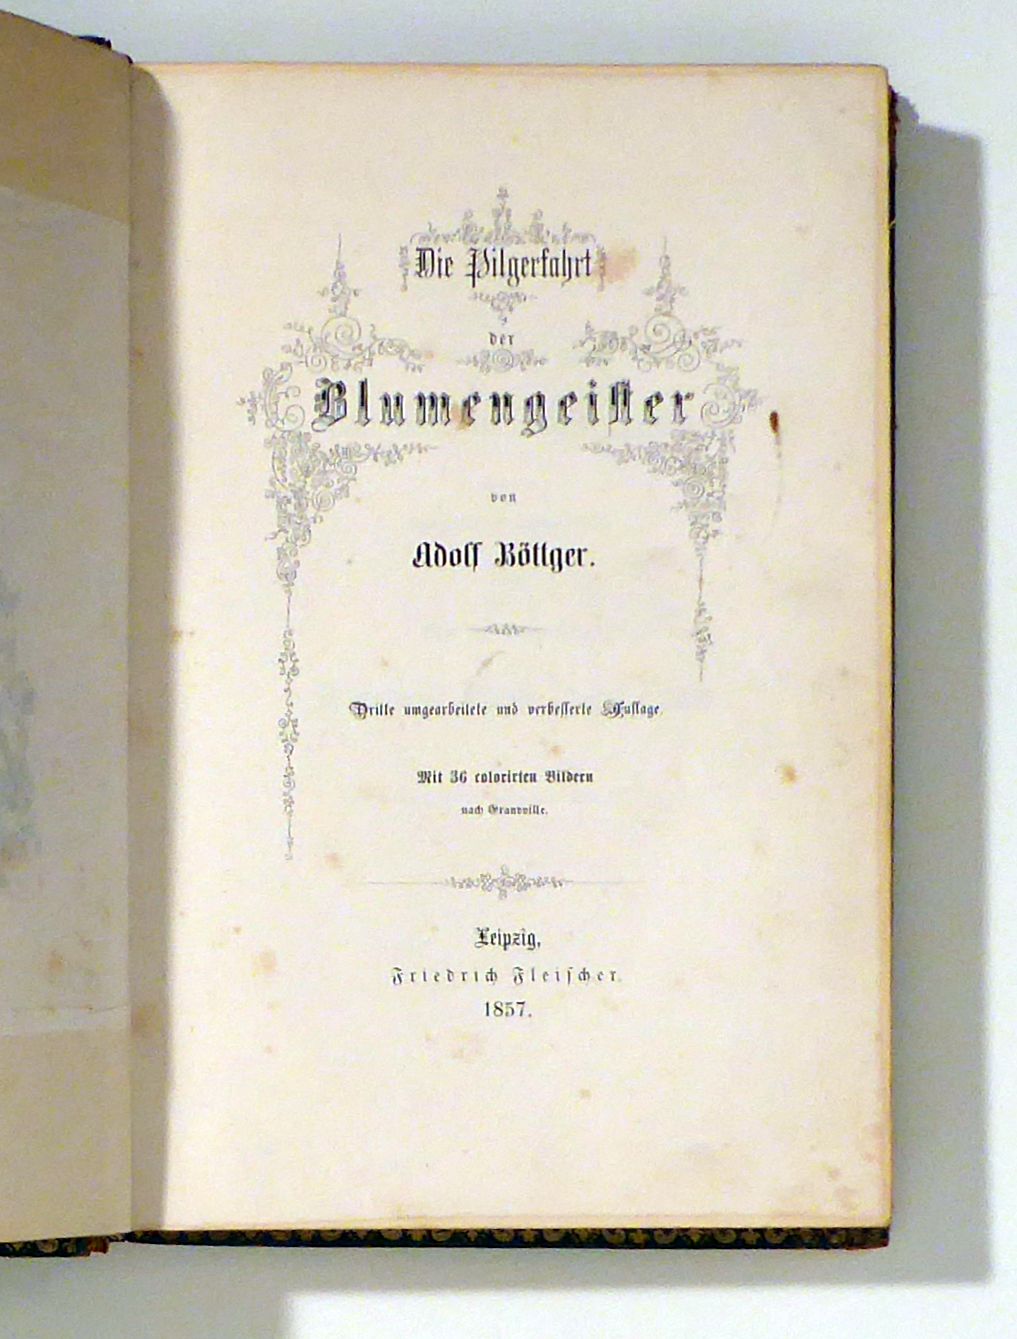 Die Pilgerfahrt
der
Blumengeister
von
Adolf Böttger.
Dritte umgearbeitete und verbesserte Auflage.
Mit 36 colorirten Bildern
nach Grandville.
Leipzig,
Friedrich Fleischer.
1857.